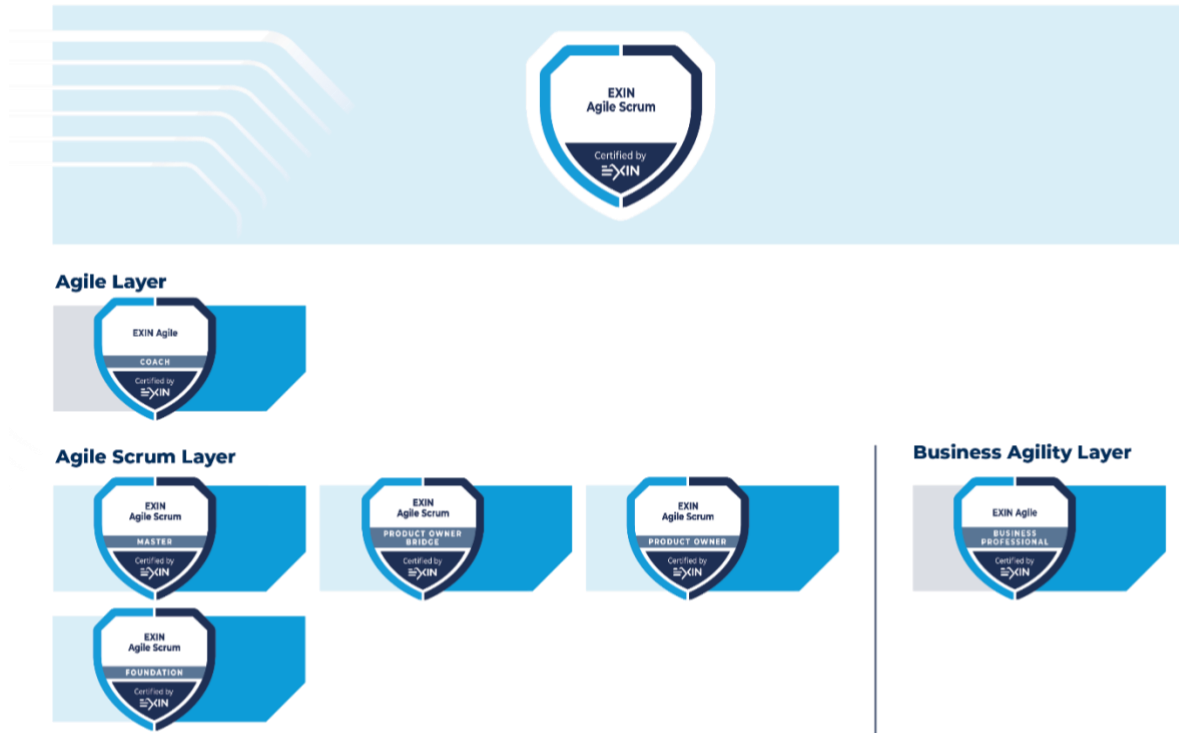 EXIN
Agile Scrum
Certified by
EXIN
Agile Layer
EXIN Agile
COACH
Certified by
EXIN
Agile Scrum Layer
EXIN
Agile Scrum
MASTER
Certified by
EXIN
EXIN
Agile Scrum
PRODUCT OWNER
BRIDGE
Certified by
EXIN
EXIN
Agile Scrum
PRODUCT OWNER
Certified by
EXIN
Business Agility Layer
EXIN Agile
BUSINESS
PROFESSIONAL
Certified by
EXIN
EXIN
Agile Scrum
FOUNDATION
Certified by
EXIN